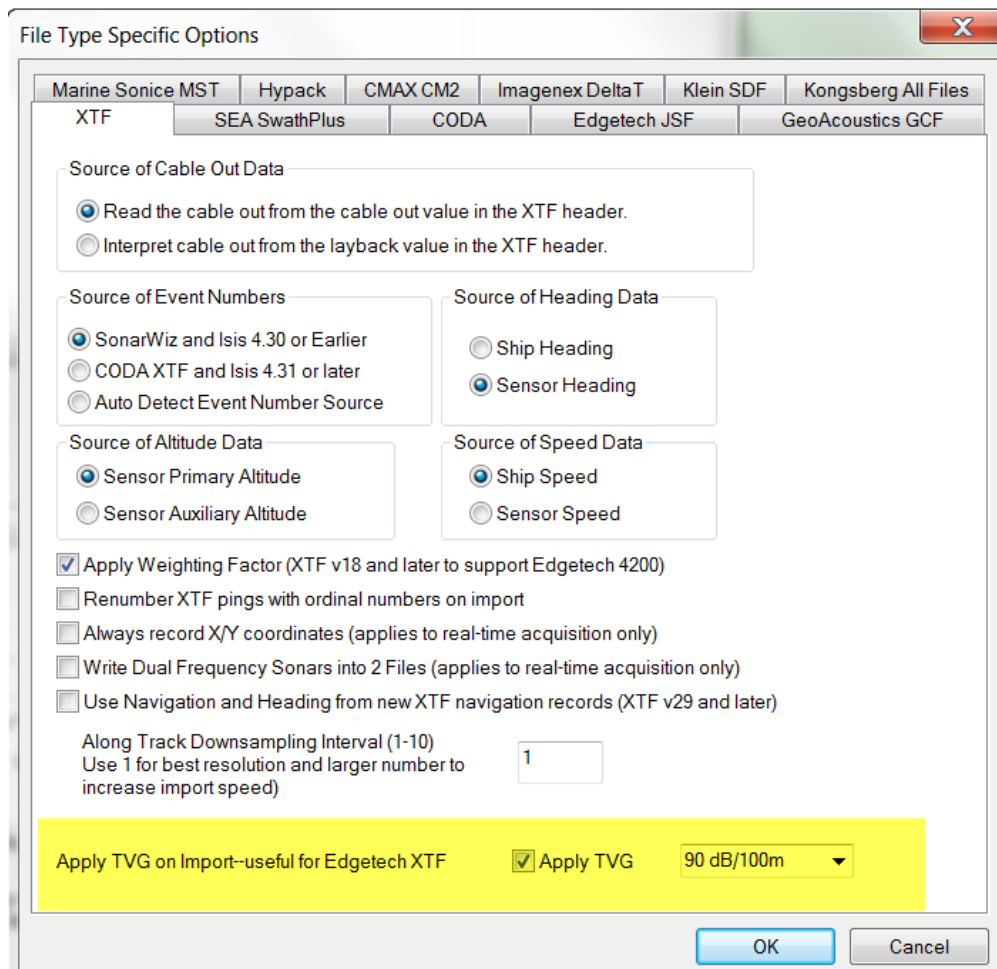 File Type Specific Options
X
Marine Sonice MST
Hypack
CMAX CM2
Imagenex DeltaT
Klein SDF
Kongsberg All Files
XTF
SEA SwathPlus
CODA
Edgetech JSF
GeoAcoustics GCF
Source of Cable Out Data
Read the cable out from the cable out value in the XTF header.
Interpret cable out from the layback value in the XTF header.
Source of Event Numbers
SonarWiz and Isis 4.30 or Earlier
CODA XTF and Isis 4.31 or later
Auto Detect Event Number Source
Source of Heading Data
Ship Heading
Sensor Heading
Source of Altitude Data
Sensor Primary Altitude
Sensor Auxiliary Altitude
Source of Speed Data
Ship Speed
Sensor Speed
Apply Weighting Factor (XTF v18 and later to support Edgetech 4200)
Renumber XTF pings with ordinal numbers on import
Always record X/Y coordinates (applies to real-time acquisition only)
Write Dual Frequency Sonars into 2 Files (applies to real-time acquisition only)
Use Navigation and Heading from new XTF navigation records (XTF v29 and later)
Along Track Downsampling Interval (1-10)
Use 1 for best resolution and larger number to
increase import speed)
1
Apply TVG on Import--useful for Edgetech XTF
Apply TVG
90 dB/100m
OK
Cancel